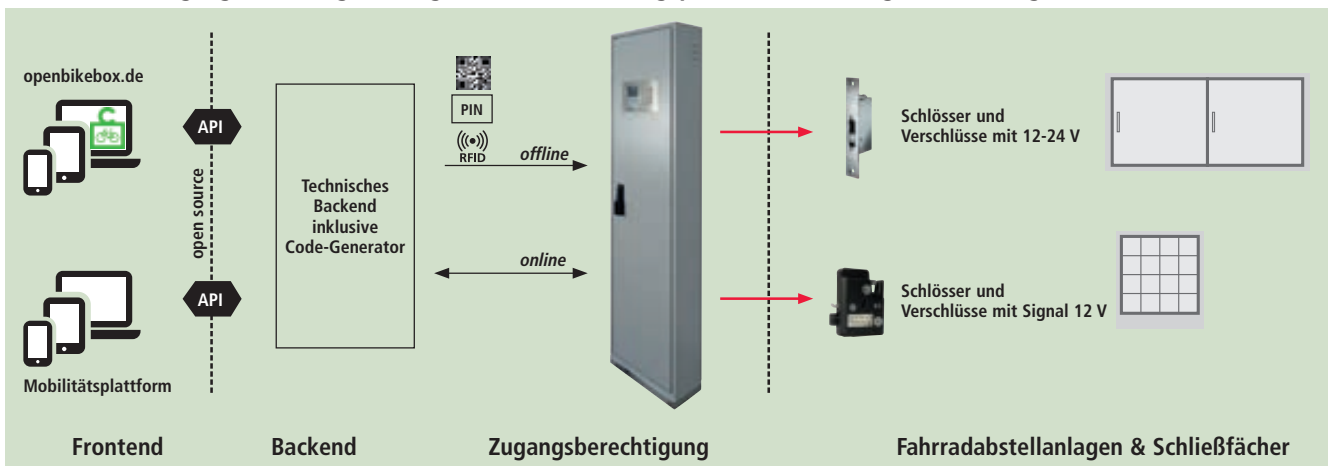 openbikebox.de
API
open source
API
Mobilitätsplattform
Technisches
Backend
inklusive
Code-Generator
PIN
RFID
offline
online
Schlösser und
Verschlüsse mit 12-24 V
Schlösser und
Verschlüsse mit Signal 12 V
Frontend
Backend
Zugangsberechtigung
Fahrradabstellanlagen & Schließfächer